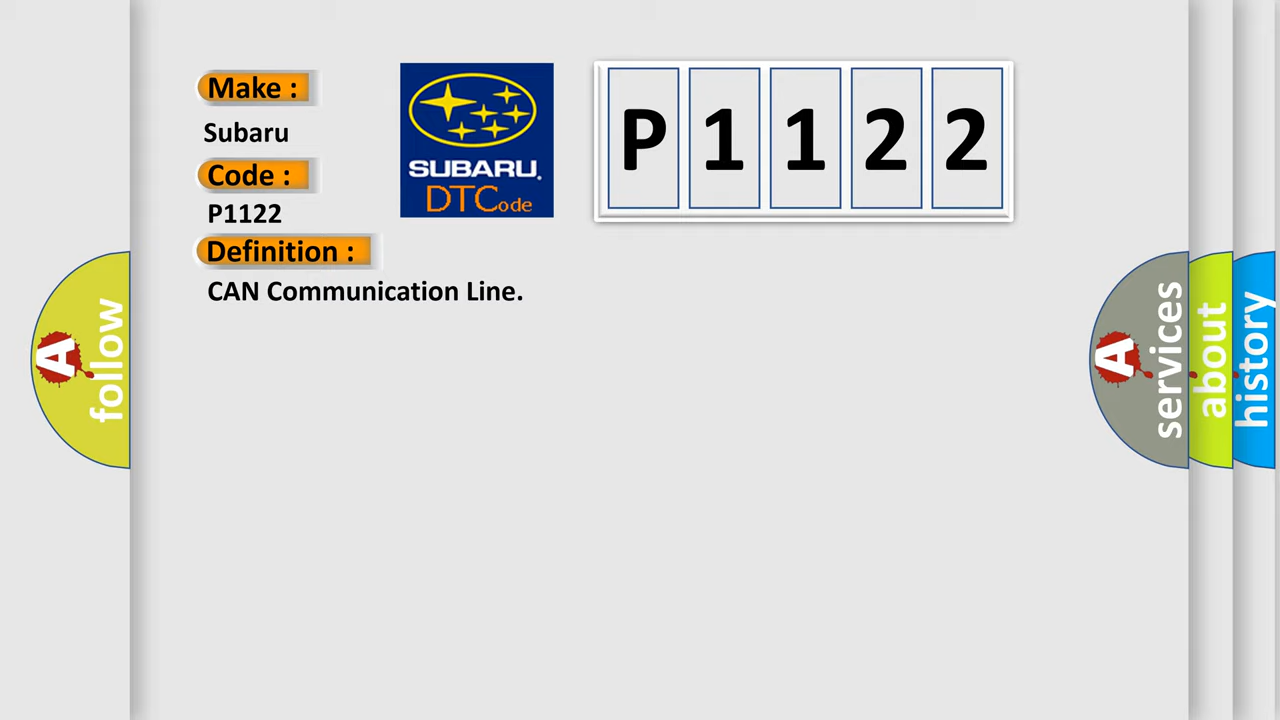 Make :
Subaru
Code :
P1122
Definition :
CAN Communication Line.
SUBARU.
DTCode
P 1 1 2 2
A follow
A services
about
history